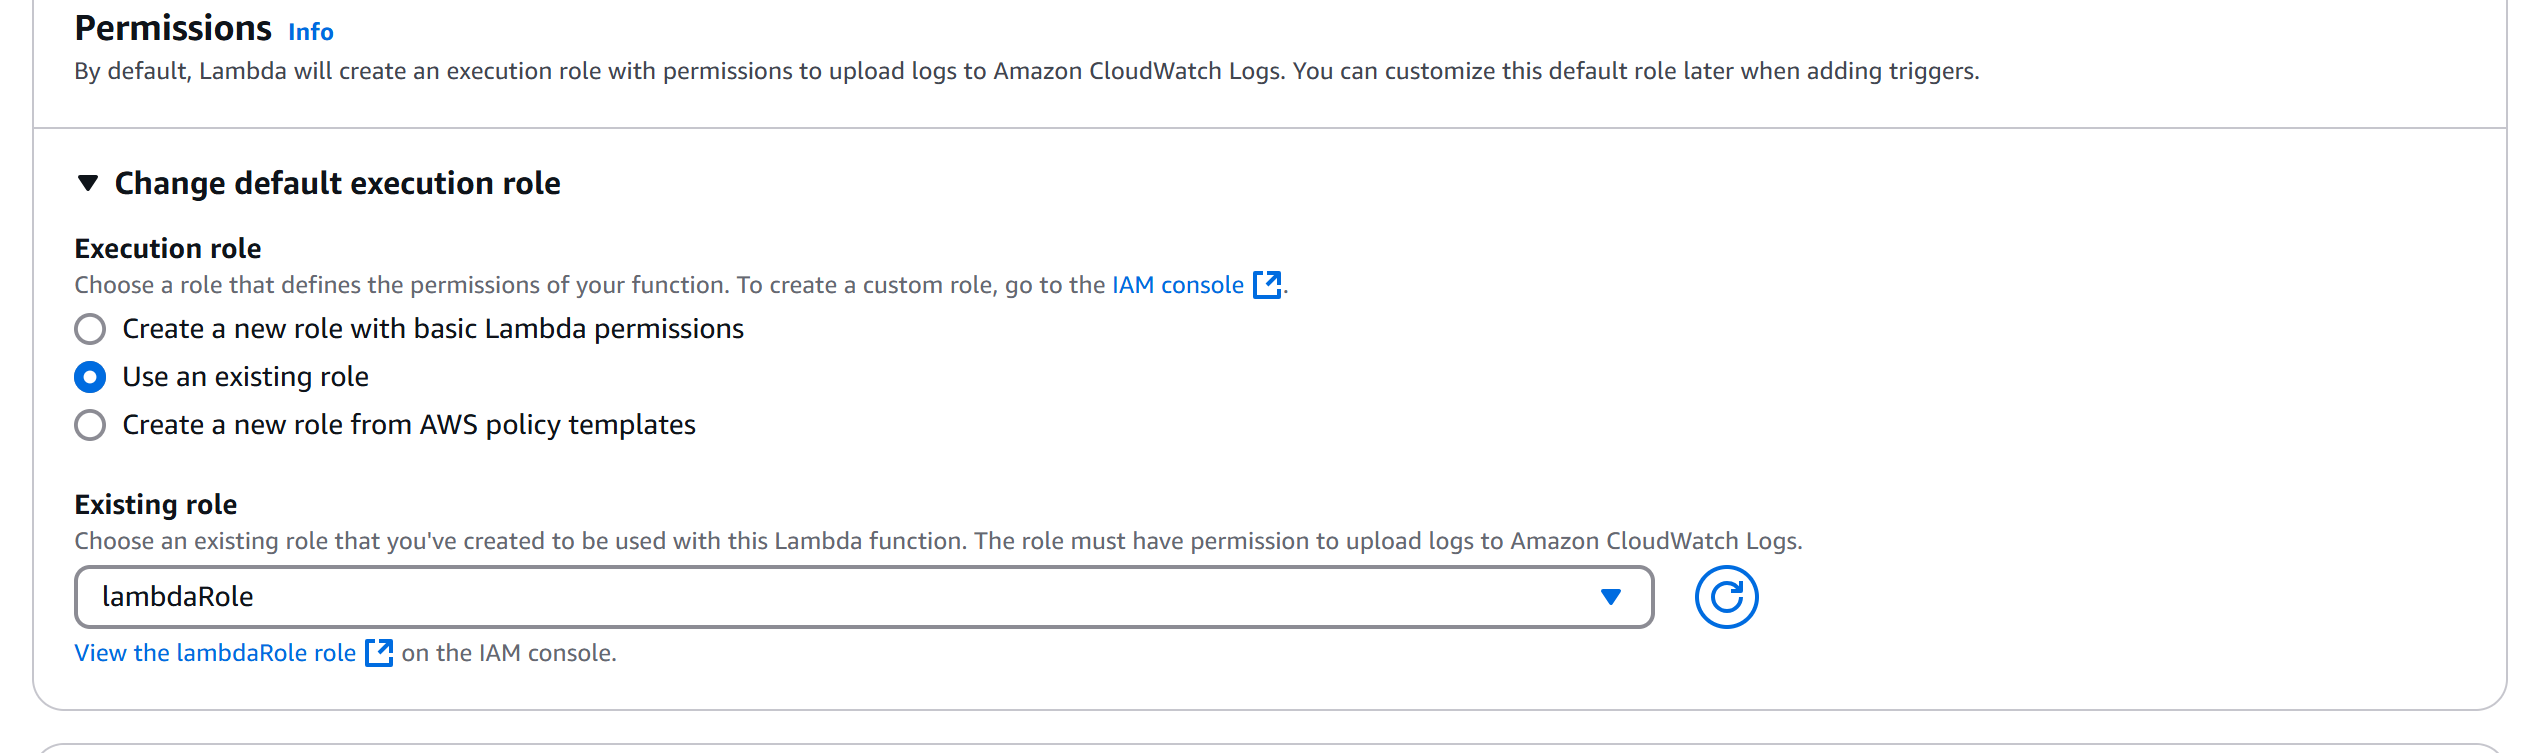 Permissions Info
By default, Lambda will create an execution role with permissions to upload logs to Amazon CloudWatch Logs. You can customize this default role later when adding triggers.
Change default execution role
Execution role
Choose a role that defines the permissions of your function. To create a custom role, go to the IAM console.
Create a new role with basic Lambda permissions
Use an existing role
Create a new role from AWS policy templates
Existing role
Choose an existing role that you've created to be used with this Lambda function. The role must have permission to upload logs to Amazon CloudWatch Logs.
lambdaRole
View the lambdaRole role on the IAM console.